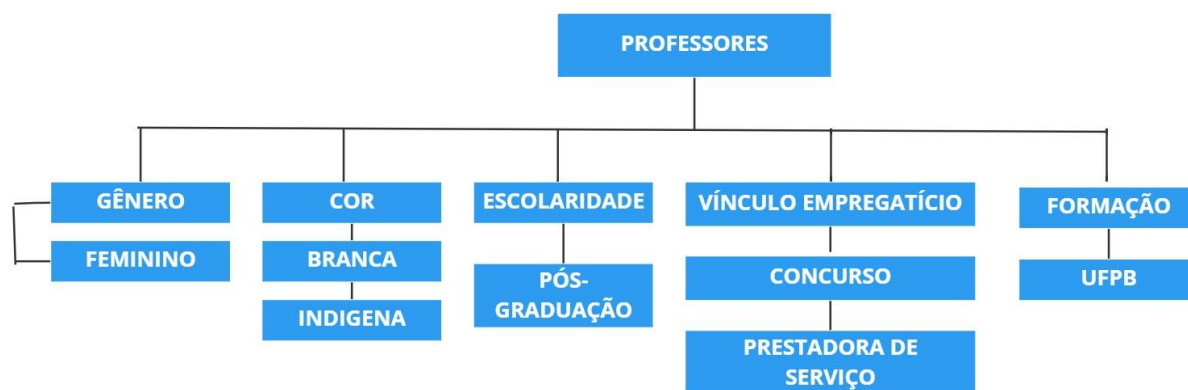 PROFESSORES
GÊNERO
COR
ESCOLARIDADE
VÍNCULO EMPREGATÍCIO
FORMAÇÃO
FEMININO
BRANCA
PÓS-
GRADUAÇÃO
CONCURSO
UFPB
INDIGENA
PRESTADORA DE
SERVIÇO